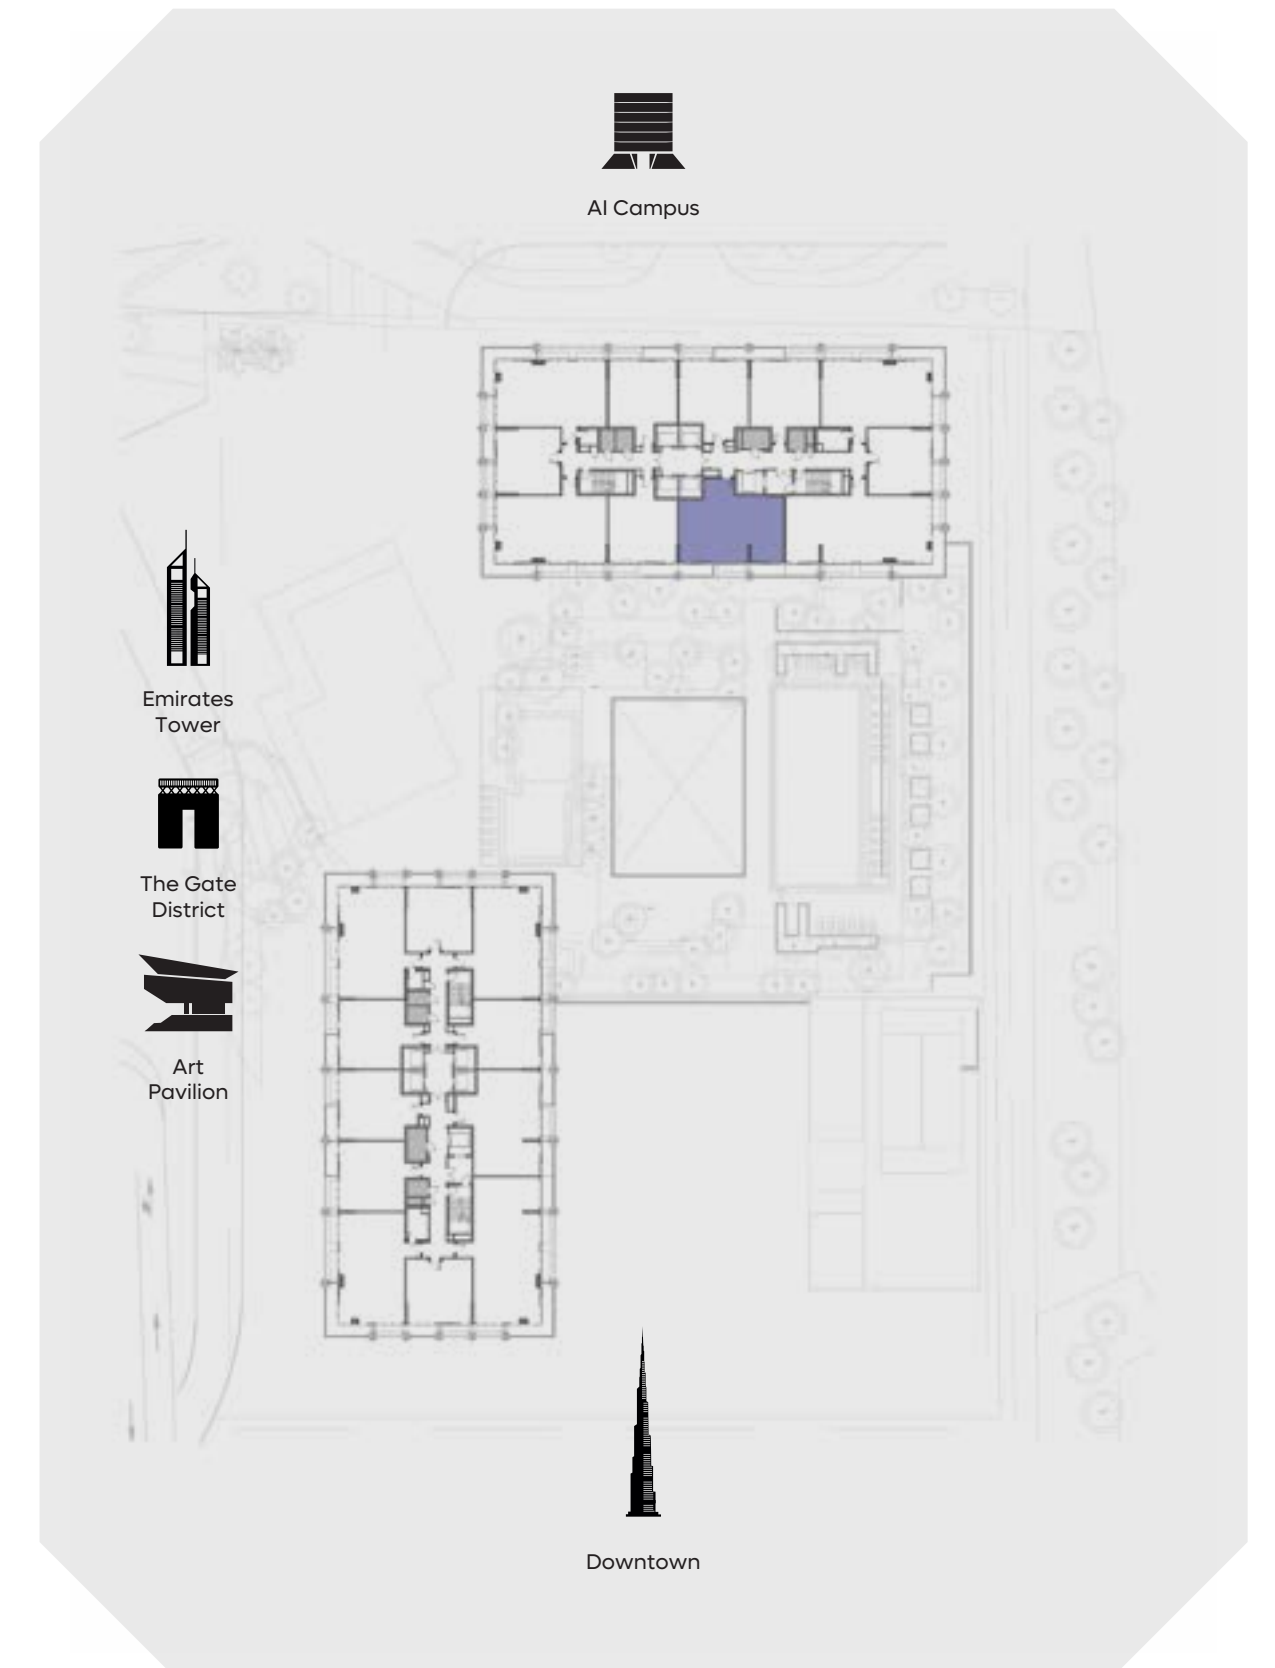 AI Campus
Emirates
Tower
The Gate
District
Art
Pavilion
Downtown